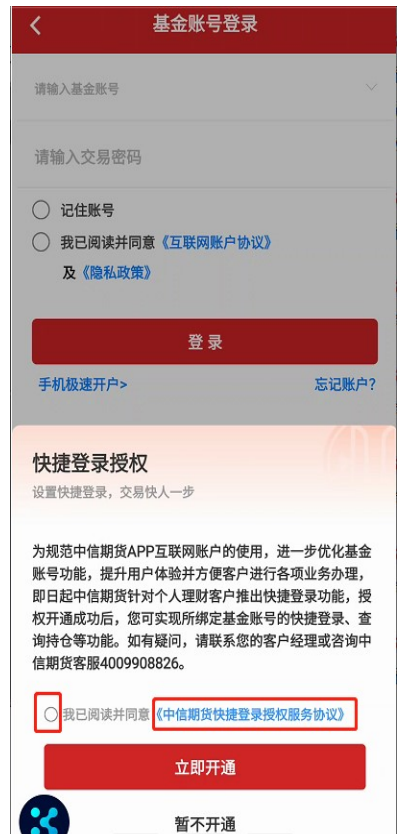 基金账号登录
请输入基金账号
请输入交易密码
记住账号
我已阅读并同意《互联网账户协议》
及《隐私政策》
登录
手机极速开户> 忘记账户?
快捷登录授权
设置快捷登录，交易快人一步
为规范中信期货APP互联网账户的使用，进一步优化基金
账号功能，提升用户体验并方便客户进行各项业务办理，
即日起中信期货针对个人理财客户推出快捷登录功能，授
权开通成功后，您可实现所绑定基金账号的快捷登录、查
询持仓等功能。如有疑问，请联系您的客户经理或咨询中
信期货客服4009908826。
我已阅读并同意《中信期货快捷登录授权服务协议》
立即开通
暂不开通